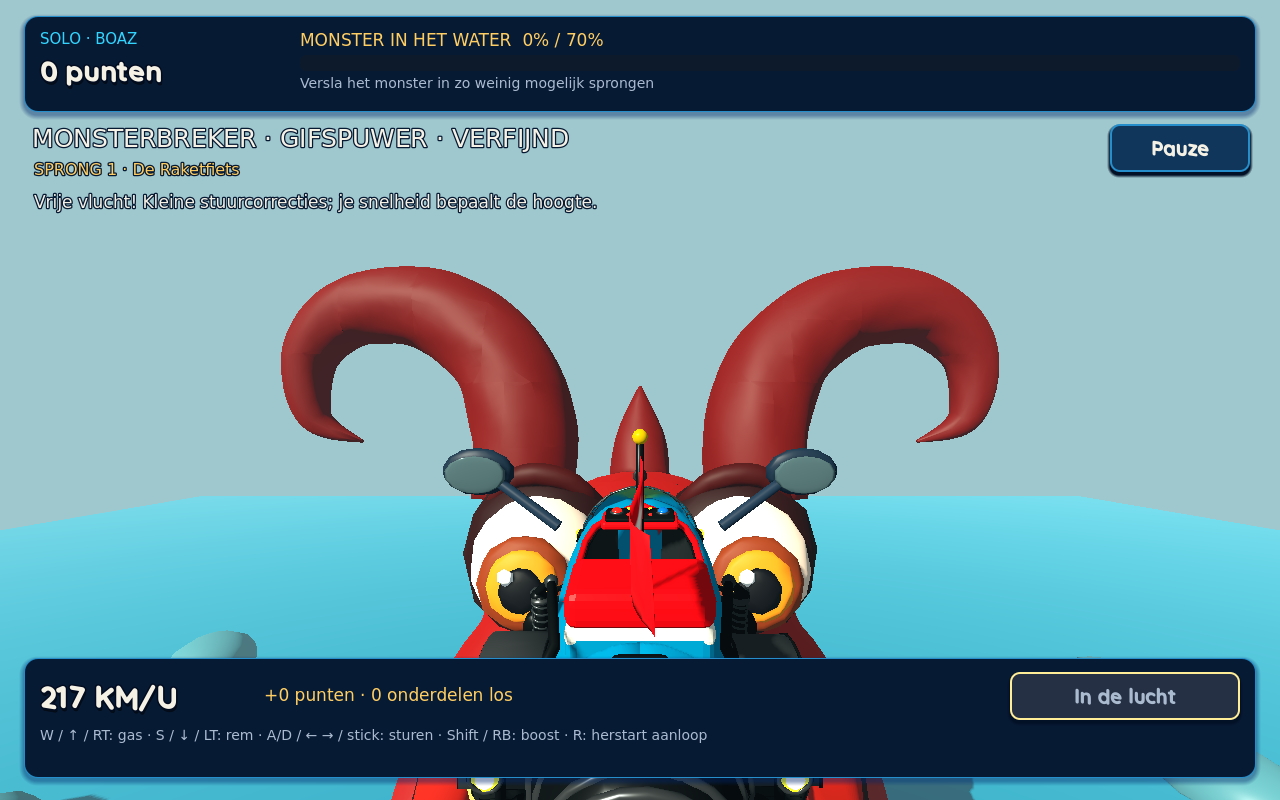 SOLO · BOAZ
0 punten
MONSTER IN HET WATER 0% / 70%
Versla het monster in zo weinig mogelijk sprongen
MONSTERBREKER · GIFSPUWER · VERFIJND
SPRONG 1 · De Raketfiets
Vrije vlucht! Kleine stuurcorrecties; je snelheid bepaalt de hoogte.
Pauze
217 KM/U
+0 punten · 0 onderdelen los
In de lucht
W / ↑ / RT: gas · S / ↓ / LT: rem · A/D / ← → / stick: sturen · Shift / RB: boost · R: herstart aanloop